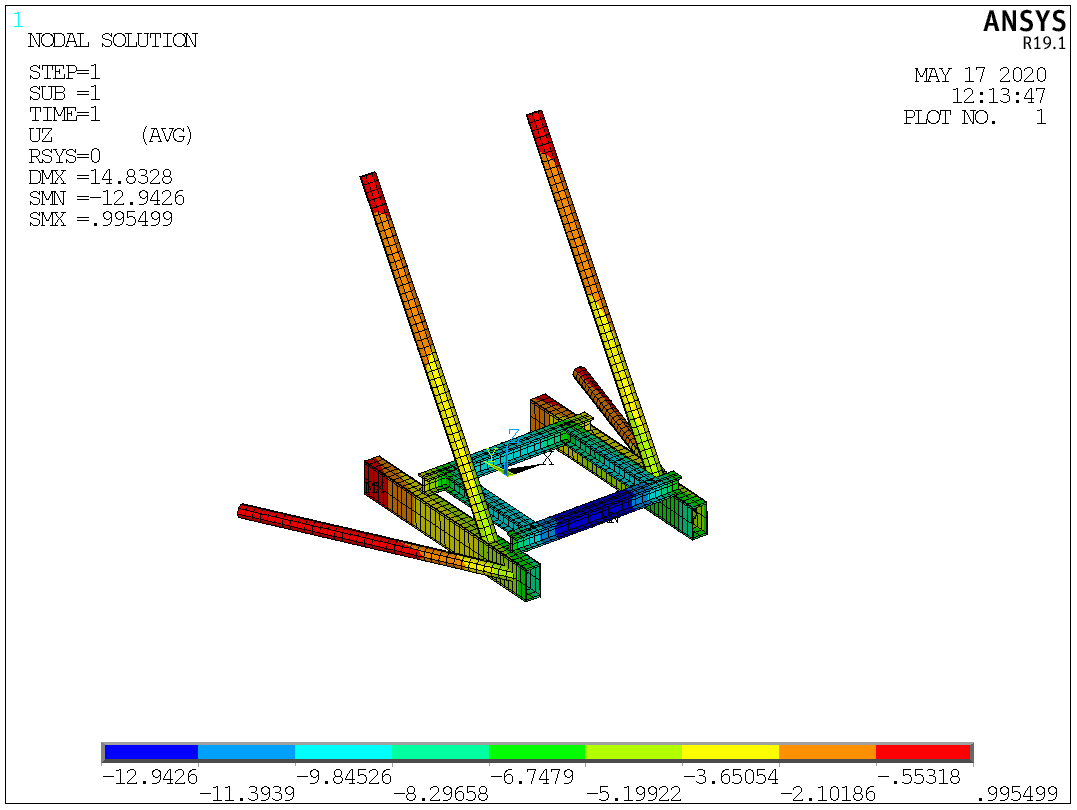 1
ANSYS
R19.1
NODAL SOLUTION
STEP=1
SUB =1
TIME=1
UZ (AVG)
RSYS=0
DMX =14.8328
SMN =-12.9426
SMX =.995499
MAY 17 2020
12:13:47
PLOT NO. 1
Z
X
-12.9426 -9.84526 -6.7479 -3.65054 -.55318
-11.3939 -8.29658 -5.19922 -2.10186 .995499